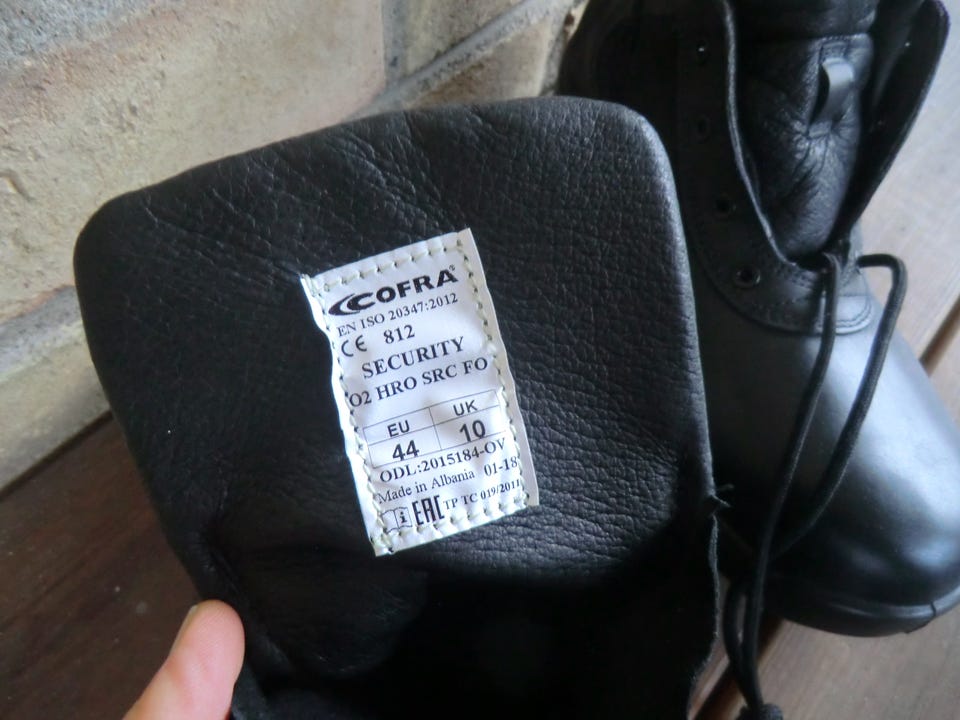 COFRA®
EN ISO 20347:2012
CE 812
SECURITY
O2 HRO SRC FO
EU UK
44 10
ODL:2015184-OV
Made in Albania 01-18
i EAC TP TC 019/2011